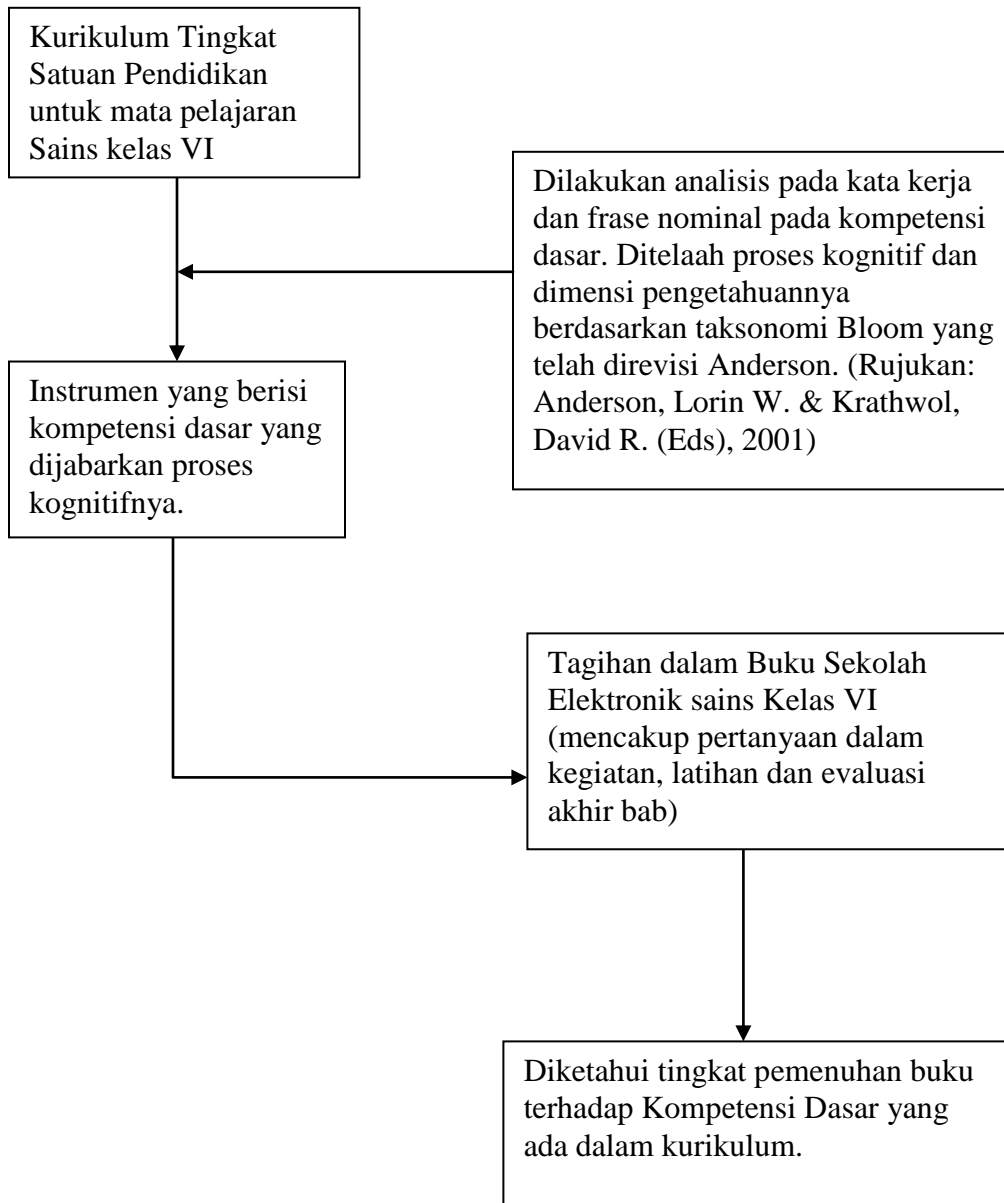 Kurikulum Tingkat
Satuan Pendidikan
untuk mata pelajaran
Sains kelas VI
Dilakukan analisis pada kata kerja
dan frase nominal pada kompetensi
dasar. Ditelaah proses kognitif dan
dimensi pengetahuannya
berdasarkan taksonomi Bloom yang
telah direvisi Anderson. (Rujukan:
Anderson, Lorin W. & Krathwol,
David R. (Eds), 2001)
Instrumen yang berisi
kompetensi dasar yang
dijabarkan proses
kognitifnya.
Tagihan dalam Buku Sekolah
Elektronik sains Kelas VI
(mencakup pertanyaan dalam
kegiatan, latihan dan evaluasi
akhir bab)
Diketahui tingkat pemenuhan buku
terhadap Kompetensi Dasar yang
ada dalam kurikulum.